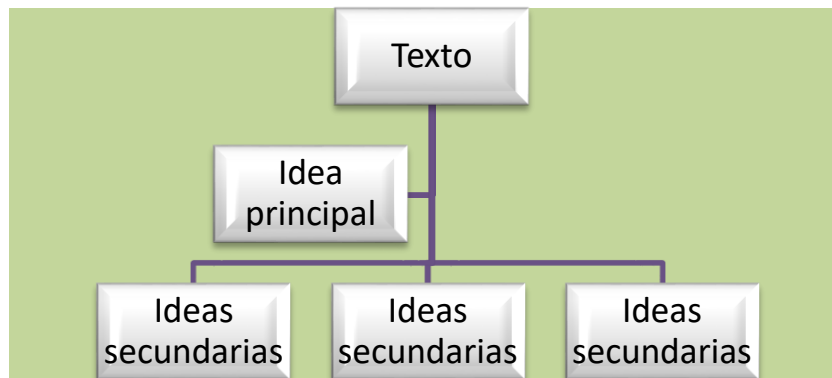 Texto
Idea
principal
Ideas
secundarias
Ideas
secundarias
Ideas
secundarias